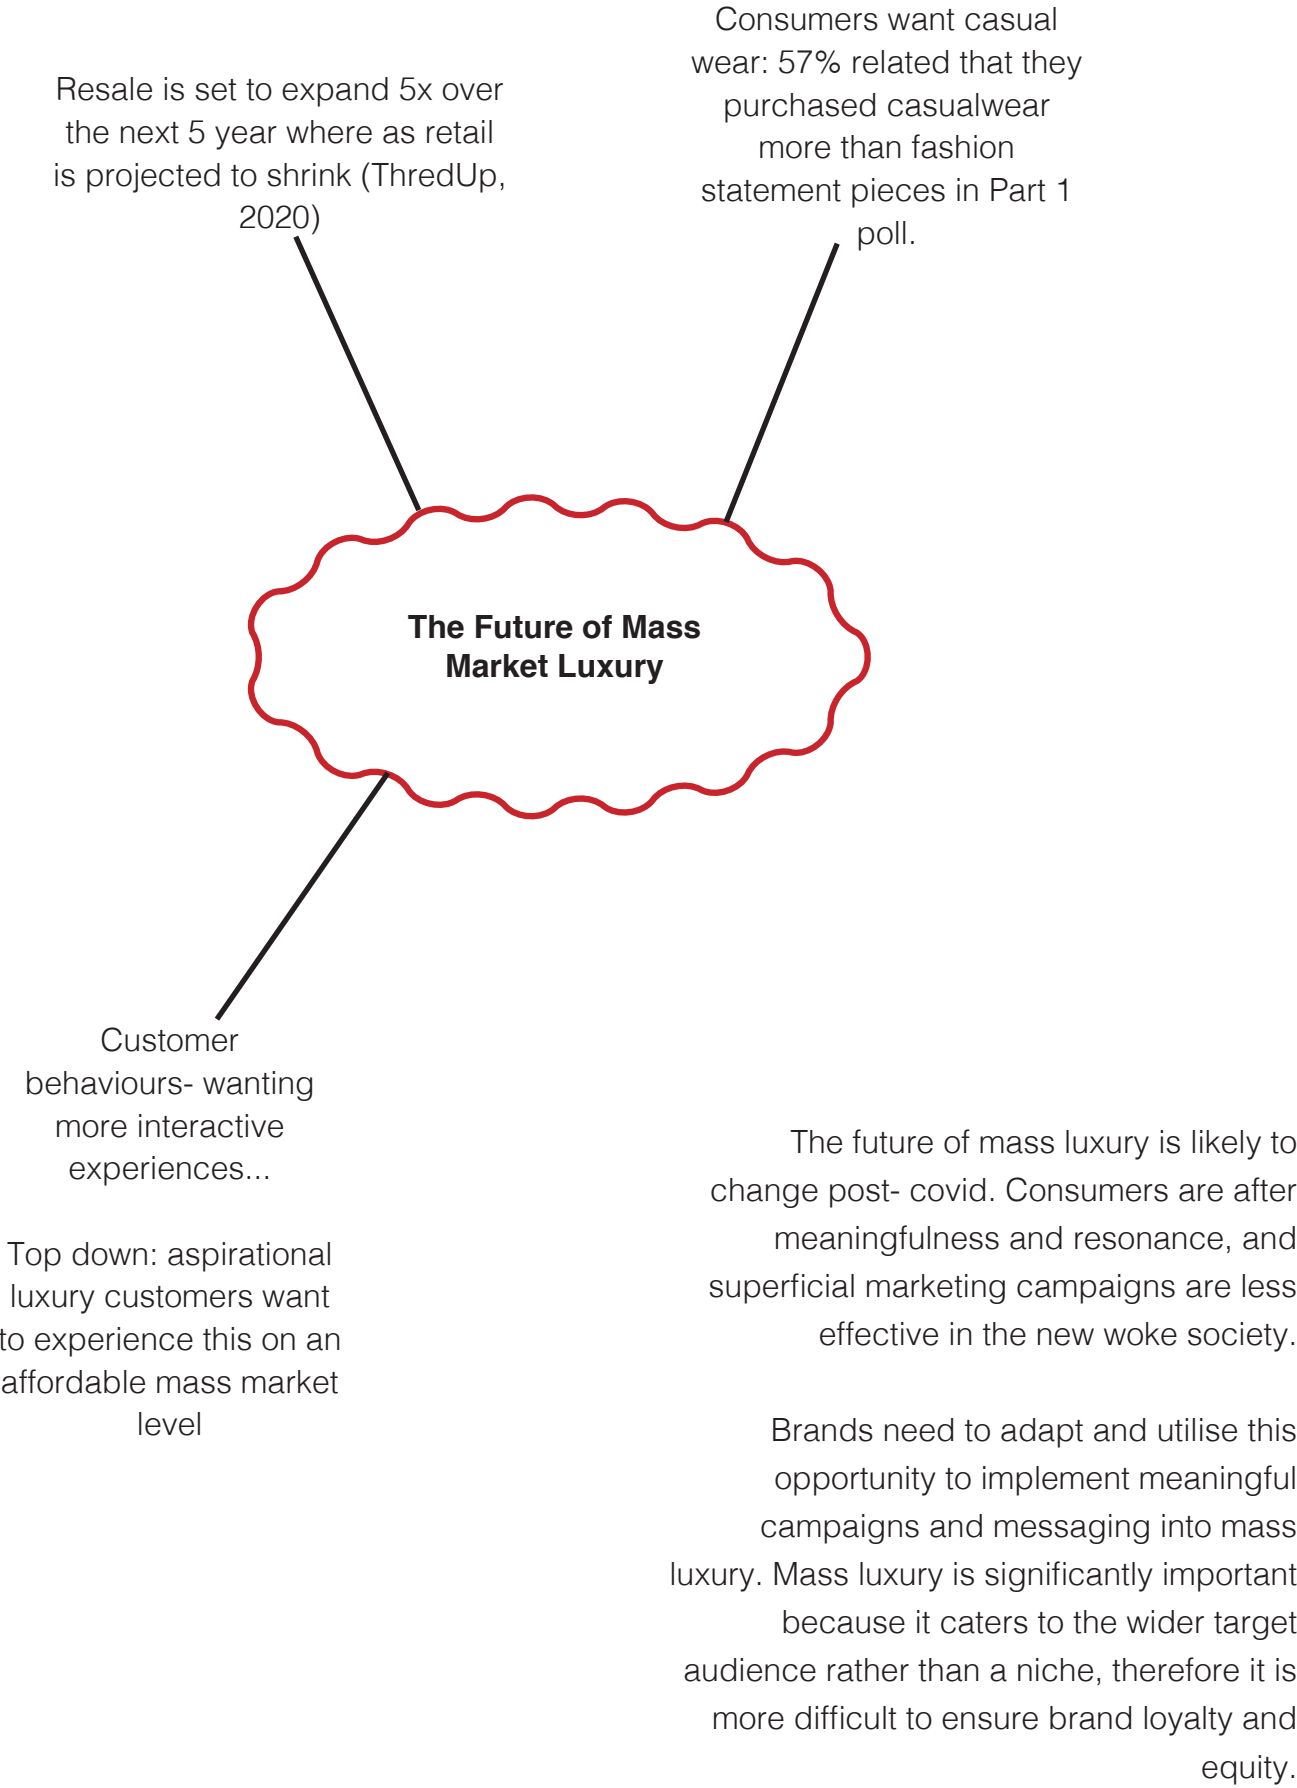 Resale is set to expand 5x over
the next 5 year where as retail
is projected to shrink (ThredUp,
2020)
Consumers want casual
wear: 57% related that they
purchased casualwear
more than fashion
statement pieces in Part 1
poll.
The Future of Mass
Market Luxury
Customer
behaviours- wanting
more interactive
experiences...
Top down: aspirational
luxury customers want
to experience this on an
affordable mass market
level
The future of mass luxury is likely to
change post- covid. Consumers are after
meaningfulness and resonance, and
superficial marketing campaigns are less
effective in the new woke society.
Brands need to adapt and utilise this
opportunity to implement meaningful
campaigns and messaging into mass
luxury. Mass luxury is significantly important
because it caters to the wider target
audience rather than a niche, therefore it is
more difficult to ensure brand loyalty and
equity.